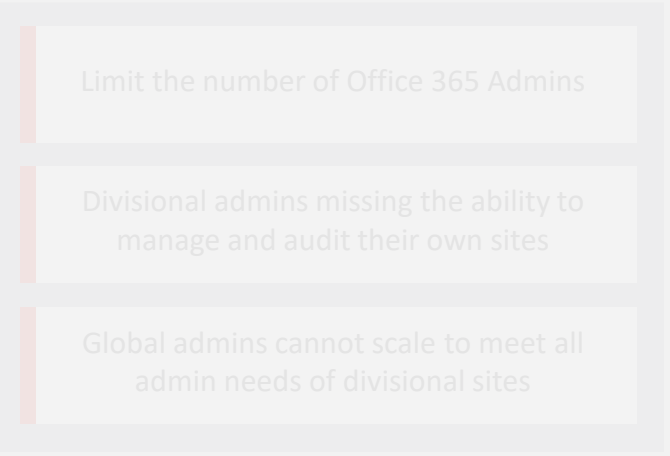 Limit the number of Office 365 Admins
Divisional admins missing the ability to
manage and audit their own sites
Global admins cannot scale to meet all
admin needs of divisional sites